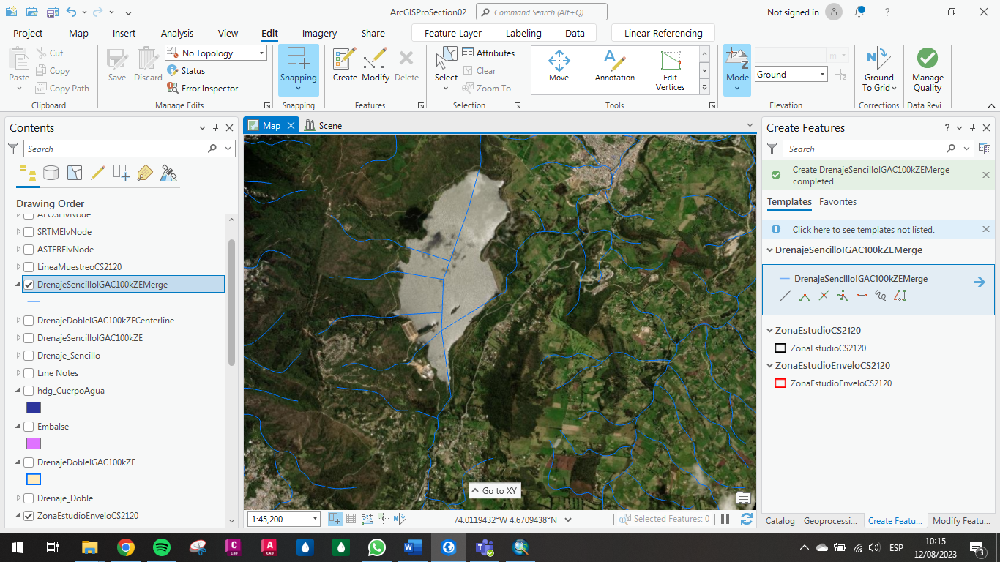 ArcGISProSection02
Command Search (Alt+Q)
Not signed in
?
Project
Map
Insert
Analysis
View
Edit
Imagery
Share
Feature Layer
Labeling
Data
Linear Referencing
Paste
Cut
Copy
Copy Path
Clipboard
Save
Discard
No Topology
Status
Error Inspector
Manage Edits
Snapping
Snapping
Create
Modify
Delete
Features
Select
Attributes
Clear
Zoom To
Selection
Move
Annotation
Edit
Vertices
Tools
Mode
m
Ground
Elevation
Ground
To Grid
Corrections
Manage
Quality
Data Revi...
Contents
Search
Drawing Order
ALOSElvNode
SRTMElvNode
ASTERElvNode
LineaMuestreoCS2120
DrenajeSencilloIGAC100kZEMerge
DrenajeDobleIGAC100kZECenterline
DrenajeSencilloIGAC100kZE
Drenaje_Sencillo
Line Notes
hdg_CuerpoAgua
Embalse
DrenajeDobleIGAC100kZE
Drenaje_Doble
ZonaEstudioEnveloCS2120
Map
Scene
Go to XY
1:45,200
74.0119432°W 4.6709438°N
Selected Features: 0
Create Features
?
Search
Create DrenajeSencilloIGAC100kZEMerge
completed
Templates
Favorites
Click here to see templates not listed.
DrenajeSencilloIGAC100kZEMerge
DrenajeSencilloIGAC100kZEMerge
ZonaEstudioCS2120
ZonaEstudioCS2120
ZonaEstudioEnveloCS2120
ZonaEstudioEnveloCS2120
Catalog
Geoprocessi...
Create Featu...
Modify Featu...
ESP
10:15
12/08/2023
3